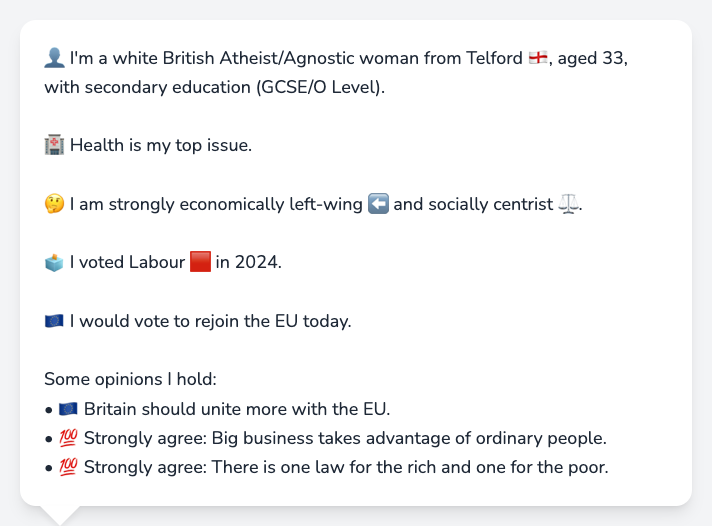 👤 I'm a white British Atheist/Agnostic woman from Telford 🏴󠁧󠁢󠁥󠁮󠁧󠁿, aged 33,
with secondary education (GCSE/O Level).
🏥 Health is my top issue.
🤔 I am strongly economically left-wing ⬅️ and socially centrist ⚖️.
🗳️ I voted Labour 🟥 in 2024.
🇪🇺 I would vote to rejoin the EU today.
Some opinions I hold:
• 🇪🇺 Britain should unite more with the EU.
• 💯 Strongly agree: Big business takes advantage of ordinary people.
• 💯 Strongly agree: There is one law for the rich and one for the poor.